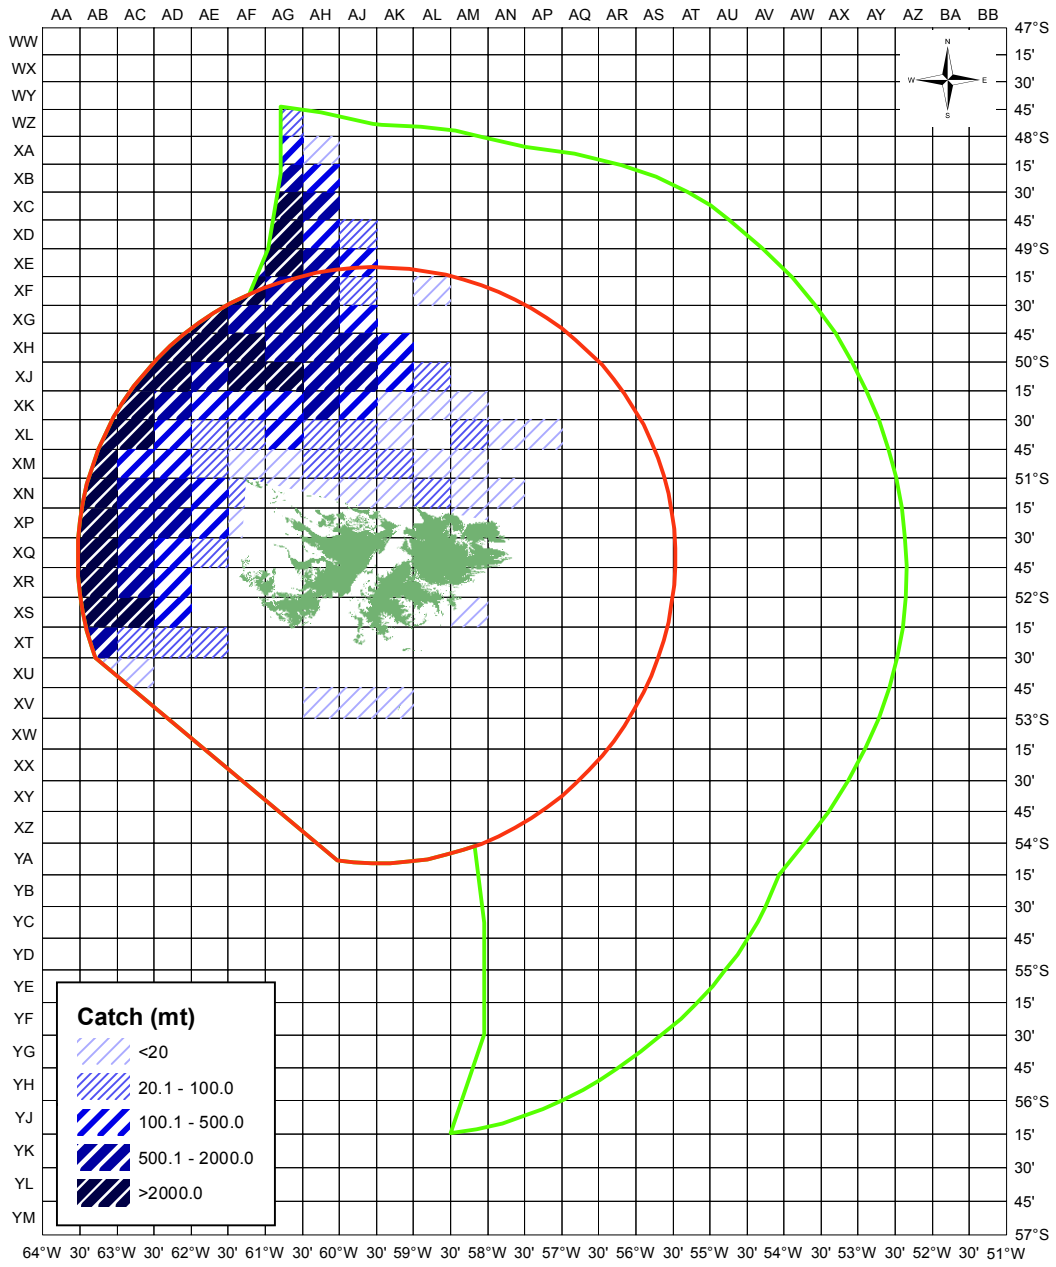 AA AB AC AD AE AF AG AH AJ AK AL AM AN AP AQ AR AS AT AU AV AW AX AY AZ BA BB
47°S
WW
15'
WX
30'
WY
45'
WZ
48°S
XA
15'
XB
30'
XC
45'
XD
49°S
XE
15'
XF
30'
XG
45'
XH
50°S
XJ
15'
XK
30'
XL
45'
XM
51°S
XN
15'
XP
30'
XQ
45'
XR
52°S
XS
15'
XT
30'
XU
45'
XV
53°S
XW
15'
XX
30'
XY
45'
XZ
54°S
YA
15'
YB
30'
YC
45'
YD
55°S
YE
15'
YF
30'
YG
45'
YH
56°S
YJ
15'
YK
30'
YL
45'
YM
57°S
N
W E
S
Catch (mt)
<20
20.1 - 100.0
100.1 - 500.0
500.1 - 2000.0
>2000.0
64°W 30' 63°W 30' 62°W 30' 61°W 30' 60°W 30' 59°W 30' 58°W 30' 57°W 30' 56°W 30' 55°W 30' 54°W 30' 53°W 30' 52°W 30' 51°W